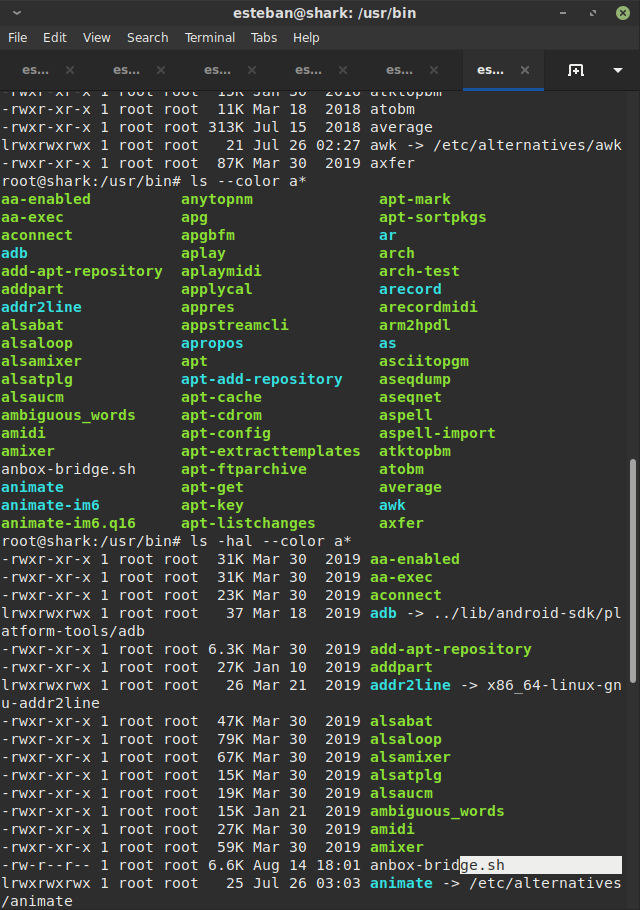 esteban@shark: /usr/bin
File Edit View Search Terminal Tabs Help
es... es... es... es... es... es...
-rwxr-xr-x 1 root root 15K Jan 30 2016 atktopbm
-rwxr-xr-x 1 root root 11K Mar 18 2018 atobm
-rwxr-xr-x 1 root root 313K Jul 15 2018 average
lrwxrwxrwx 1 root root 21 Jul 26 02:27 awk -> /etc/alternatives/awk
-rwxr-xr-x 1 root root 87K Mar 30 2019 axfer
root@shark:/usr/bin# ls --color a*
aa-enabled anytopnm apt-mark
aa-exec apg apt-sortpkgs
aconnect apgbfm ar
adb aplay arch
add-apt-repository aplaymidi arch-test
addpart applycal arecord
addr2line appres arecordmidi
alsabat appstreamcli arm2hpdl
alsaloop apropos as
alsamixer apt asciitopgm
alsatplg apt-add-repository aseqdump
alsaucm apt-cache aseqnet
ambiguous_words apt-cdrom aspell
amidi apt-config aspell-import
amixer apt-extracttemplates atktopbm
anbox-bridge.sh apt-ftparchive atobm
animate apt-get average
animate-im6 apt-key awk
animate-im6.q16 apt-listchanges axfer
root@shark:/usr/bin# ls -hal --color a*
-rwxr-xr-x 1 root root 31K Mar 30 2019 aa-enabled
-rwxr-xr-x 1 root root 31K Mar 30 2019 aa-exec
-rwxr-xr-x 1 root root 23K Mar 30 2019 aconnect
lrwxrwxrwx 1 root root 37 Mar 18 2019 adb -> ../lib/android-sdk/pl
atform-tools/adb
-rwxr-xr-x 1 root root 6.3K Mar 30 2019 add-apt-repository
-rwxr-xr-x 1 root root 27K Jan 10 2019 addpart
lrwxrwxrwx 1 root root 26 Mar 21 2019 addr2line -> x86_64-linux-gn
u-addr2line
-rwxr-xr-x 1 root root 47K Mar 30 2019 alsabat
-rwxr-xr-x 1 root root 79K Mar 30 2019 alsaloop
-rwxr-xr-x 1 root root 67K Mar 30 2019 alsamixer
-rwxr-xr-x 1 root root 15K Mar 30 2019 alsatplg
-rwxr-xr-x 1 root root 19K Mar 30 2019 alsaucm
-rwxr-xr-x 1 root root 15K Jan 21 2019 ambiguous_words
-rwxr-xr-x 1 root root 27K Mar 30 2019 amidi
-rwxr-xr-x 1 root root 59K Mar 30 2019 amixer
-rw-r--r-- 1 root root 6.6K Aug 14 18:01 anbox-bridge.sh
lrwxrwxrwx 1 root root 25 Jul 26 03:03 animate -> /etc/alternatives
/animate